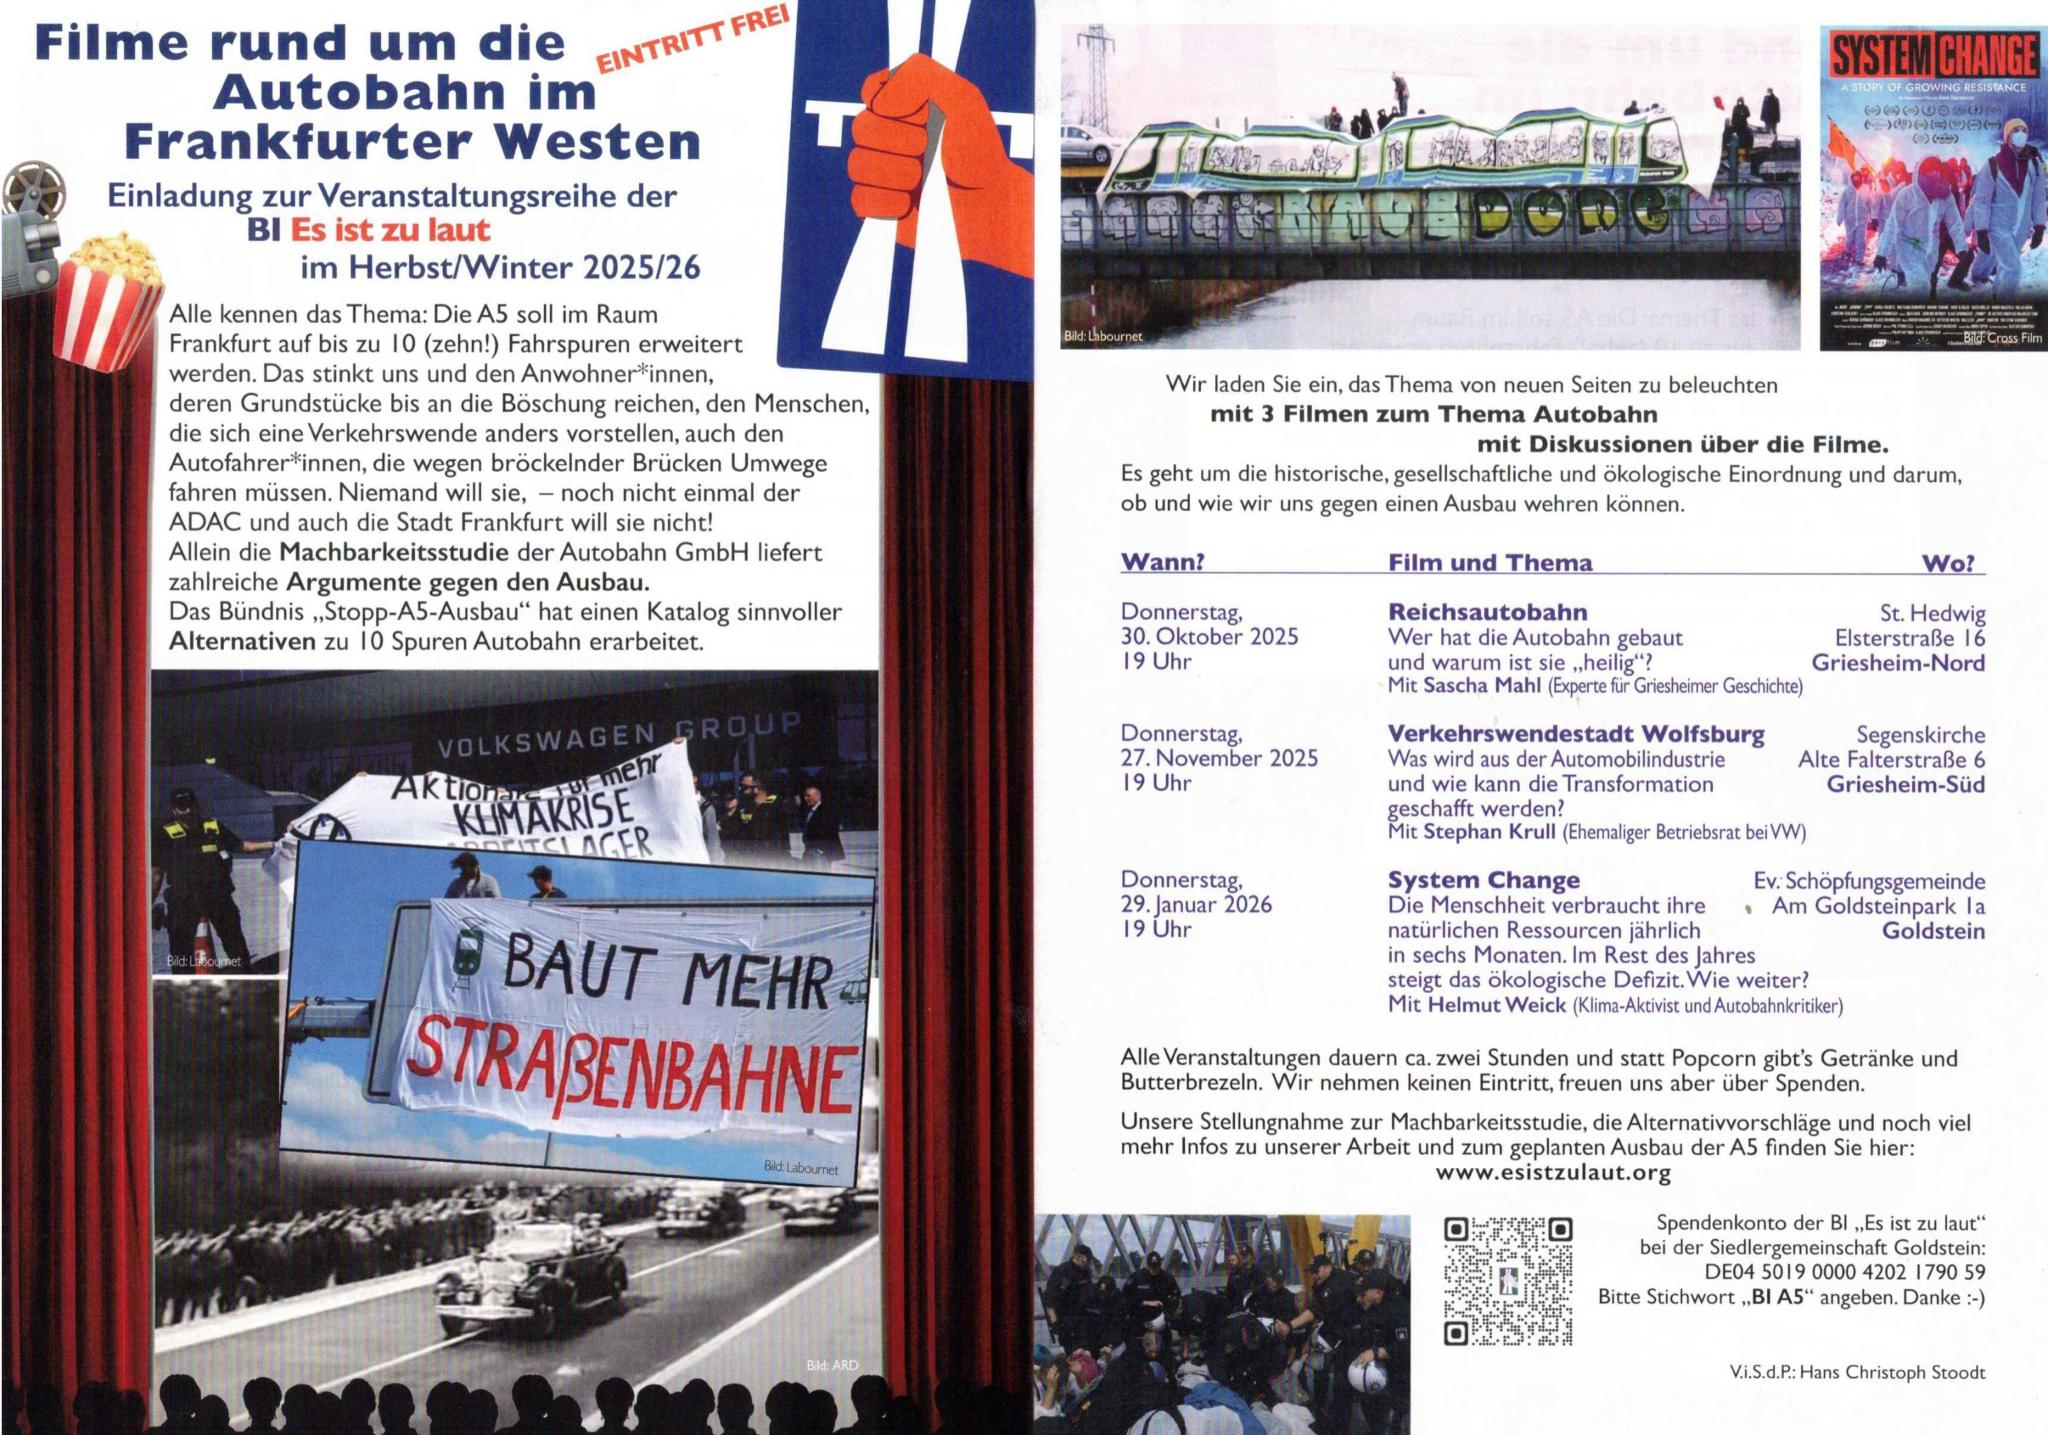 Filme rund um die
Autobahn im
Frankfurter Westen
EINTRITT FREI
Einladung zur Veranstaltungsreihe der
BI Es ist zu laut
im Herbst/Winter 2025/26
Alle kennen das Thema: Die A5 soll im Raum
Frankfurt auf bis zu 10 (zehn!) Fahrspuren erweitert
werden. Das stinkt uns und den Anwohner*innen,
deren Grundstücke bis an die Böschung reichen, den Menschen,
die sich eine Verkehrswende anders vorstellen, auch den
Autofahrer*innen, die wegen bröckelnder Brücken Umwege
fahren müssen. Niemand will sie, – noch nicht einmal der
ADAC und auch die Stadt Frankfurt will sie nicht!
Allein die Machbarkeitsstudie der Autobahn GmbH liefert
zahlreiche Argumente gegen den Ausbau.
Das Bündnis „Stopp-A5-Ausbau“ hat einen Katalog sinnvoller
Alternativen zu 10 Spuren Autobahn erarbeitet.
VOLKSWAGEN GROUP
für mehr
KLIMAKRISE
Bild: Labournet
BAUT MEHR
STRAßENBAHNE
Bild: Labournet
Bild: ARD
Bild: Labournet
SYSTEM CHANGE
A STORY OF GROWING RESISTANCE
Bild: Cross Film
Wir laden Sie ein, das Thema von neuen Seiten zu beleuchten
mit 3 Filmen zum Thema Autobahn
mit Diskussionen über die Filme.
Es geht um die historische, gesellschaftliche und ökologische Einordnung und darum,
ob und wie wir uns gegen einen Ausbau wehren können.
Wann? Film und Thema Wo?
Donnerstag, Reichsautobahn St. Hedwig
30. Oktober 2025 Wer hat die Autobahn gebaut Elsterstraße 16
19 Uhr und warum ist sie „heilig“? Griesheim-Nord
Mit Sascha Mahl (Experte für Griesheimer Geschichte)
Donnerstag, Verkehrswendestadt Wolfsburg Segenskirche
27. November 2025 Was wird aus der Automobilindustrie Alte Falterstraße 6
19 Uhr und wie kann die Transformation Griesheim-Süd
geschafft werden?
Mit Stephan Krull (Ehemaliger Betriebsrat bei VW)
Donnerstag, System Change Ev. Schöpfungsgemeinde
29. Januar 2026 Die Menschheit verbraucht ihre Am Goldsteinpark 1a
19 Uhr natürlichen Ressourcen jährlich Goldstein
in sechs Monaten. Im Rest des Jahres
steigt das ökologische Defizit. Wie weiter?
Mit Helmut Weick (Klima-Aktivist und Autobahnkritiker)
Alle Veranstaltungen dauern ca. zwei Stunden und statt Popcorn gibt’s Getränke und
Butterbrezeln. Wir nehmen keinen Eintritt, freuen uns aber über Spenden.
Unsere Stellungnahme zur Machbarkeitsstudie, die Alternativvorschläge und noch viel
mehr Infos zu unserer Arbeit und zum geplanten Ausbau der A5 finden Sie hier:
www.esistzulaut.org
Spendenkonto der BI „Es ist zu laut“
bei der Siedlergemeinschaft Goldstein:
DE04 5019 0000 4202 1790 59
Bitte Stichwort „BI A5“ angeben. Danke :-)
V.i.S.d.P.: Hans Christoph Stoodt